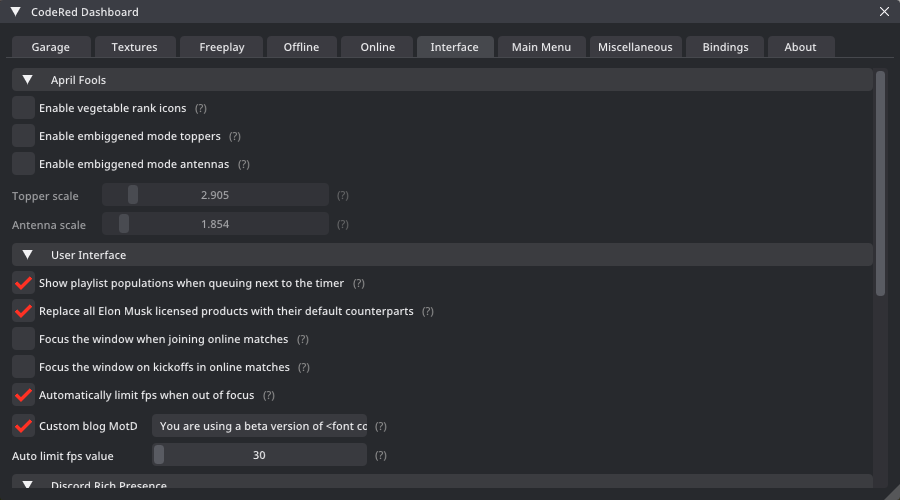 CodeRed Dashboard
Garage Textures Freeplay Offline Online Interface Main Menu Miscellaneous Bindings About
April Fools
Enable vegetable rank icons (?)
Enable embiggened mode toppers (?)
Enable embiggened mode antennas (?)
Topper scale 2.905 (?)
Antenna scale 1.854 (?)
User Interface
Show playlist populations when queuing next to the timer (?)
Replace all Elon Musk licensed products with their default counterparts (?)
Focus the window when joining online matches (?)
Focus the window on kickoffs in online matches (?)
Automatically limit fps when out of focus (?)
Custom blog MotD You are using a beta version of <font co (?)
Auto limit fps value 30 (?)
Discord Rich Presence